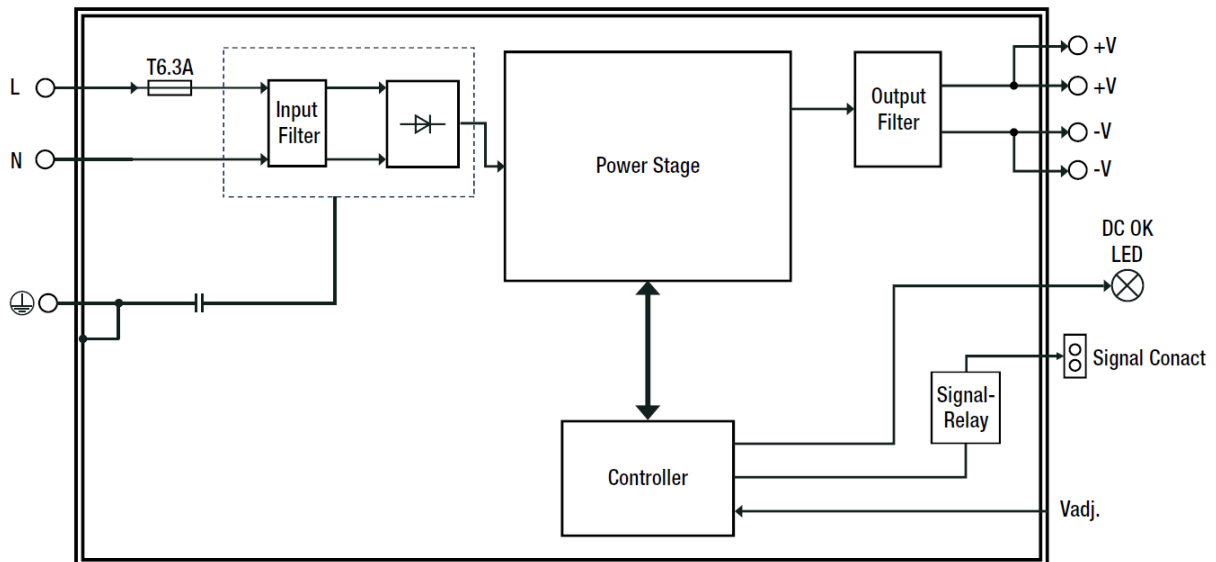 L
T6.3A
N
Input
Filter
Power Stage
Output
Filter
+V
+V
-V
-V
DC OK
LED
Signal Conact
Signal-
Relay
Controller
Vadj.